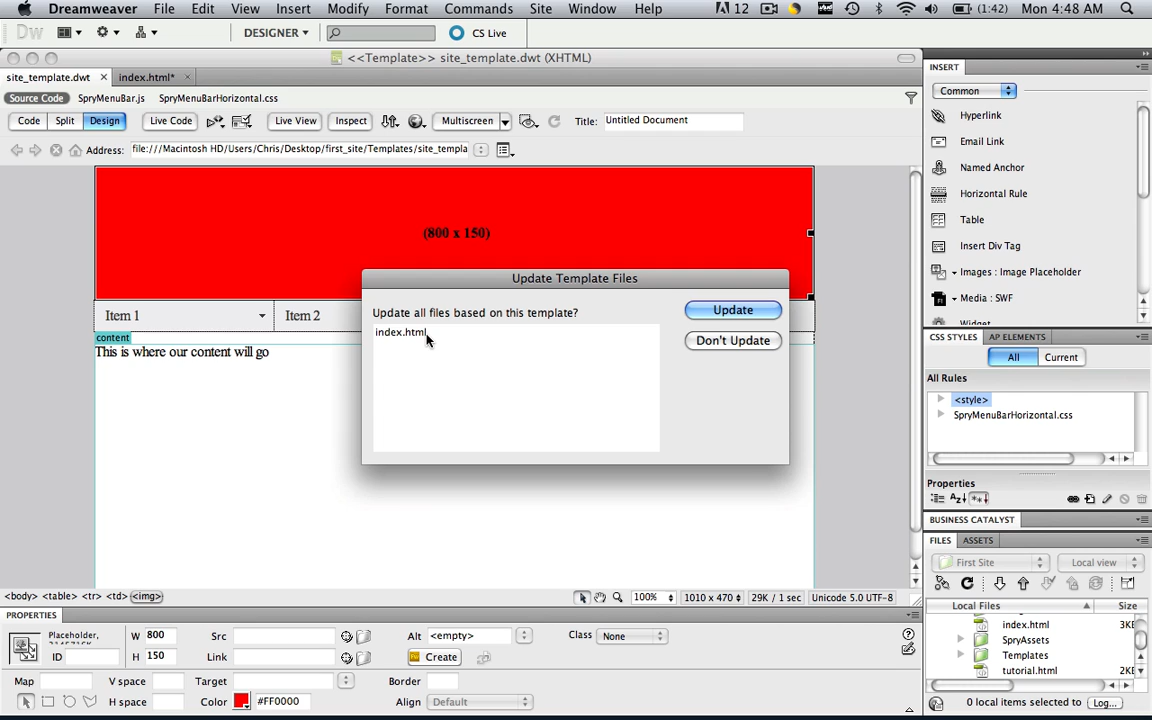 Dreamweaver File Edit View Insert Modify Format Commands Site Window Help 12 (1:42) Mon 4:48 AM
Dw DESIGNER CS Live
<<Template>> site_template.dwt (XHTML)
site_template.dwt index.html*
Source Code SpryMenuBar.js SpryMenuBarHorizontal.css
Code Split Design Live Code Live View Inspect Multiscreen Title: Untitled Document
Address: file:///Macintosh HD/Users/Chris/Desktop/first_site/Templates/site_templa
(800 x 150)
Item 1 Item 2
content
This is where our content will go
Update Template Files
Update all files based on this template?
index.html
Update
Don't Update
<body> <table> <tr> <td> <img> 100% 1010 x 470 29K / 1 sec Unicode 5.0 UTF-8
PROPERTIES
Placeholder, W 800 Src Alt <empty> Class None
ID H 150 Link Create
Map V space Target Border
H space Color #FF0000 Align Default
INSERT
Common
Hyperlink
Email Link
Named Anchor
Horizontal Rule
Table
Insert Div Tag
Images : Image Placeholder
Media : SWF
Widget
CSS STYLES AP ELEMENTS
All Current
All Rules
<style>
SpryMenuBarHorizontal.css
Properties
Az
BUSINESS CATALYST
FILES ASSETS
First Site Local view
Local Files Size
index.html 3KB
SpryAssets
Templates
tutorial.html 2KB
0 local items selected to Log...